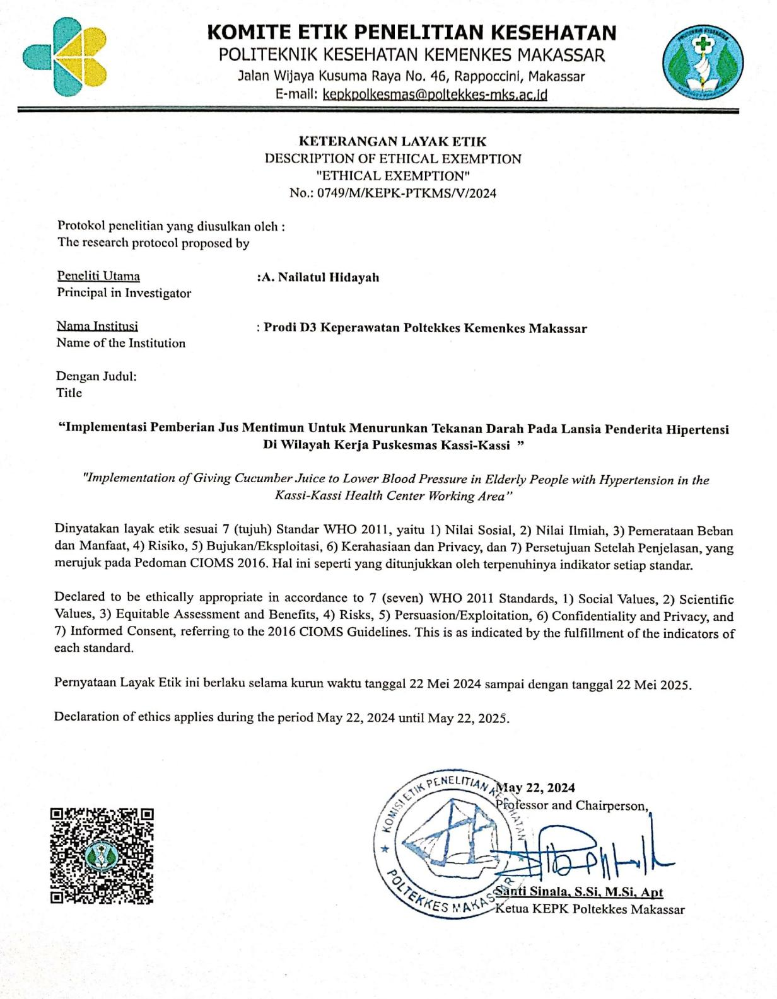 KOMITE ETIK PENELITIAN KESEHATAN
POLITEKNIK KESEHATAN KEMENKES MAKASSAR
Jalan Wijaya Kusuma Raya No. 46, Rappoccini, Makassar
E-mail: kepkpolkesmas@poltekkes-mks.ac.id
KETERANGAN LAYAK ETIK
DESCRIPTION OF ETHICAL EXEMPTION
"ETHICAL EXEMPTION"
No.: 0749/M/KEPK-PTKMS/V/2024
Protokol penelitian yang diusulkan oleh :
The research protocol proposed by
Peneliti Utama :A. Nailatul Hidayah
Principal in Investigator
Nama Institusi : Prodi D3 Keperawatan Poltekkes Kemenkes Makassar
Name of the Institution
Dengan Judul:
Title
“Implementasi Pemberian Jus Mentimun Untuk Menurunkan Tekanan Darah Pada Lansia Penderita Hipertensi
Di Wilayah Kerja Puskesmas Kassi-Kassi ”
"Implementation of Giving Cucumber Juice to Lower Blood Pressure in Elderly People with Hypertension in the
Kassi-Kassi Health Center Working Area”
Dinyatakan layak etik sesuai 7 (tujuh) Standar WHO 2011, yaitu 1) Nilai Sosial, 2) Nilai Ilmiah, 3) Pemerataan Beban
dan Manfaat, 4) Risiko, 5) Bujukan/Eksploitasi, 6) Kerahasiaan dan Privacy, dan 7) Persetujuan Setelah Penjelasan, yang
merujuk pada Pedoman CIOMS 2016. Hal ini seperti yang ditunjukkan oleh terpenuhinya indikator setiap standar.
Declared to be ethically appropriate in accordance to 7 (seven) WHO 2011 Standards, 1) Social Values, 2) Scientific
Values, 3) Equitable Assessment and Benefits, 4) Risks, 5) Persuasion/Exploitation, 6) Confidentiality and Privacy, and
7) Informed Consent, referring to the 2016 CIOMS Guidelines. This is as indicated by the fulfillment of the indicators of
each standard.
Pernyataan Layak Etik ini berlaku selama kurun waktu tanggal 22 Mei 2024 sampai dengan tanggal 22 Mei 2025.
Declaration of ethics applies during the period May 22, 2024 until May 22, 2025.
May 22, 2024
Professor and Chairperson,
KOMISI ETIK PENELITIAN KESEHATAN
POLTEKKES MAKASSAR
Santi Sinala, S.Si, M.Si, Apt
Ketua KEPK Poltekkes Makassar